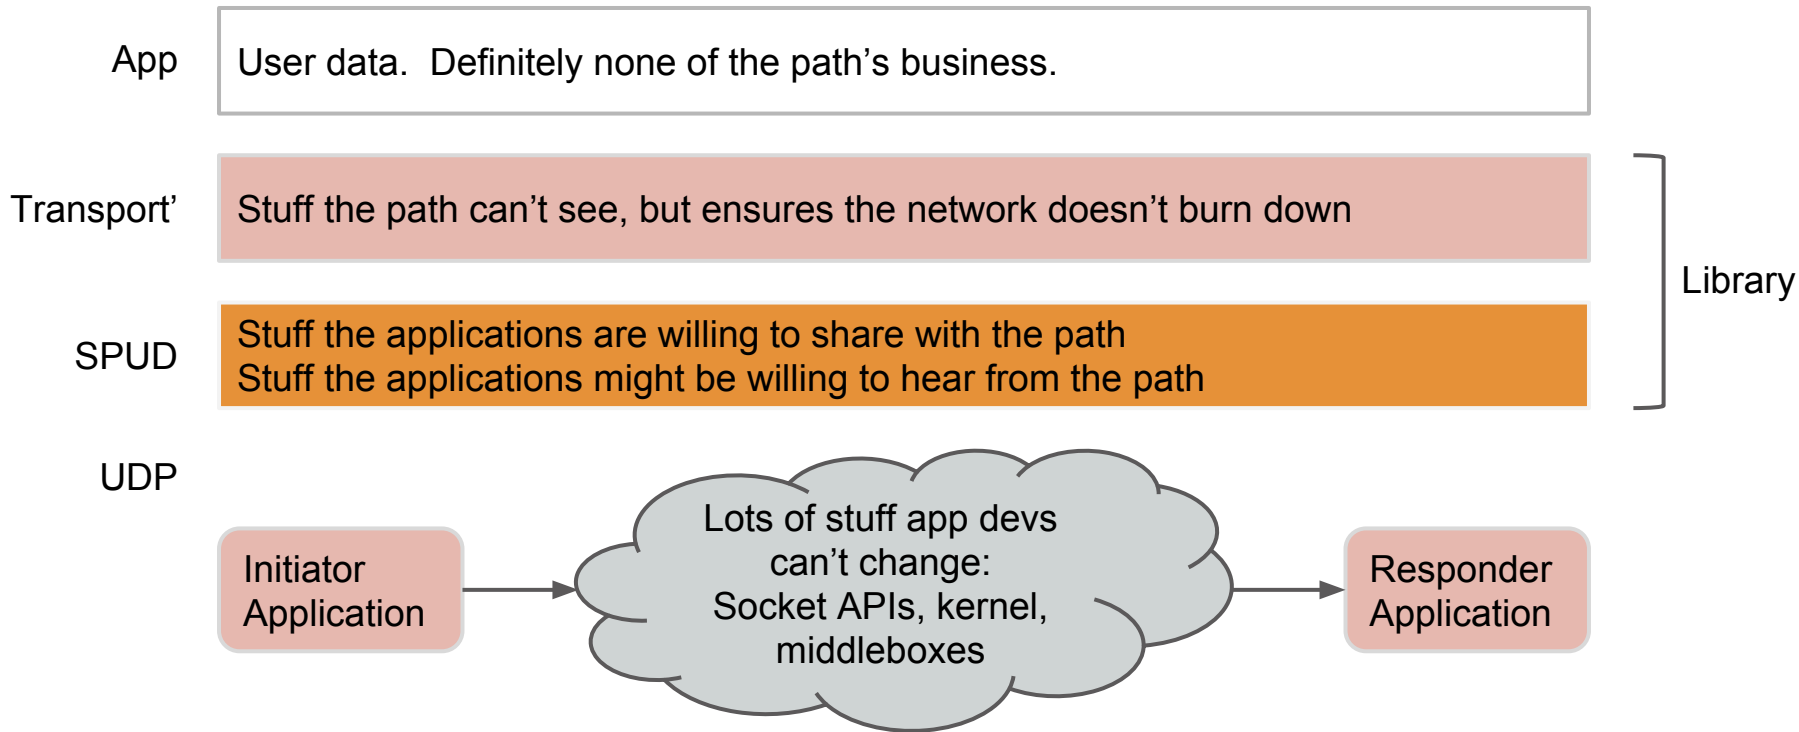 App
User data.  Definitely none of the path’s business.
Transport’
Stuff the path can’t see, but ensures the network doesn’t burn down
Library
SPUD
Stuff the applications are willing to share with the path
Stuff the applications might be willing to hear from the path
UDP
Initiator
Application
Lots of stuff app devs
can’t change:
Socket APIs, kernel,
middleboxes
Responder
Application